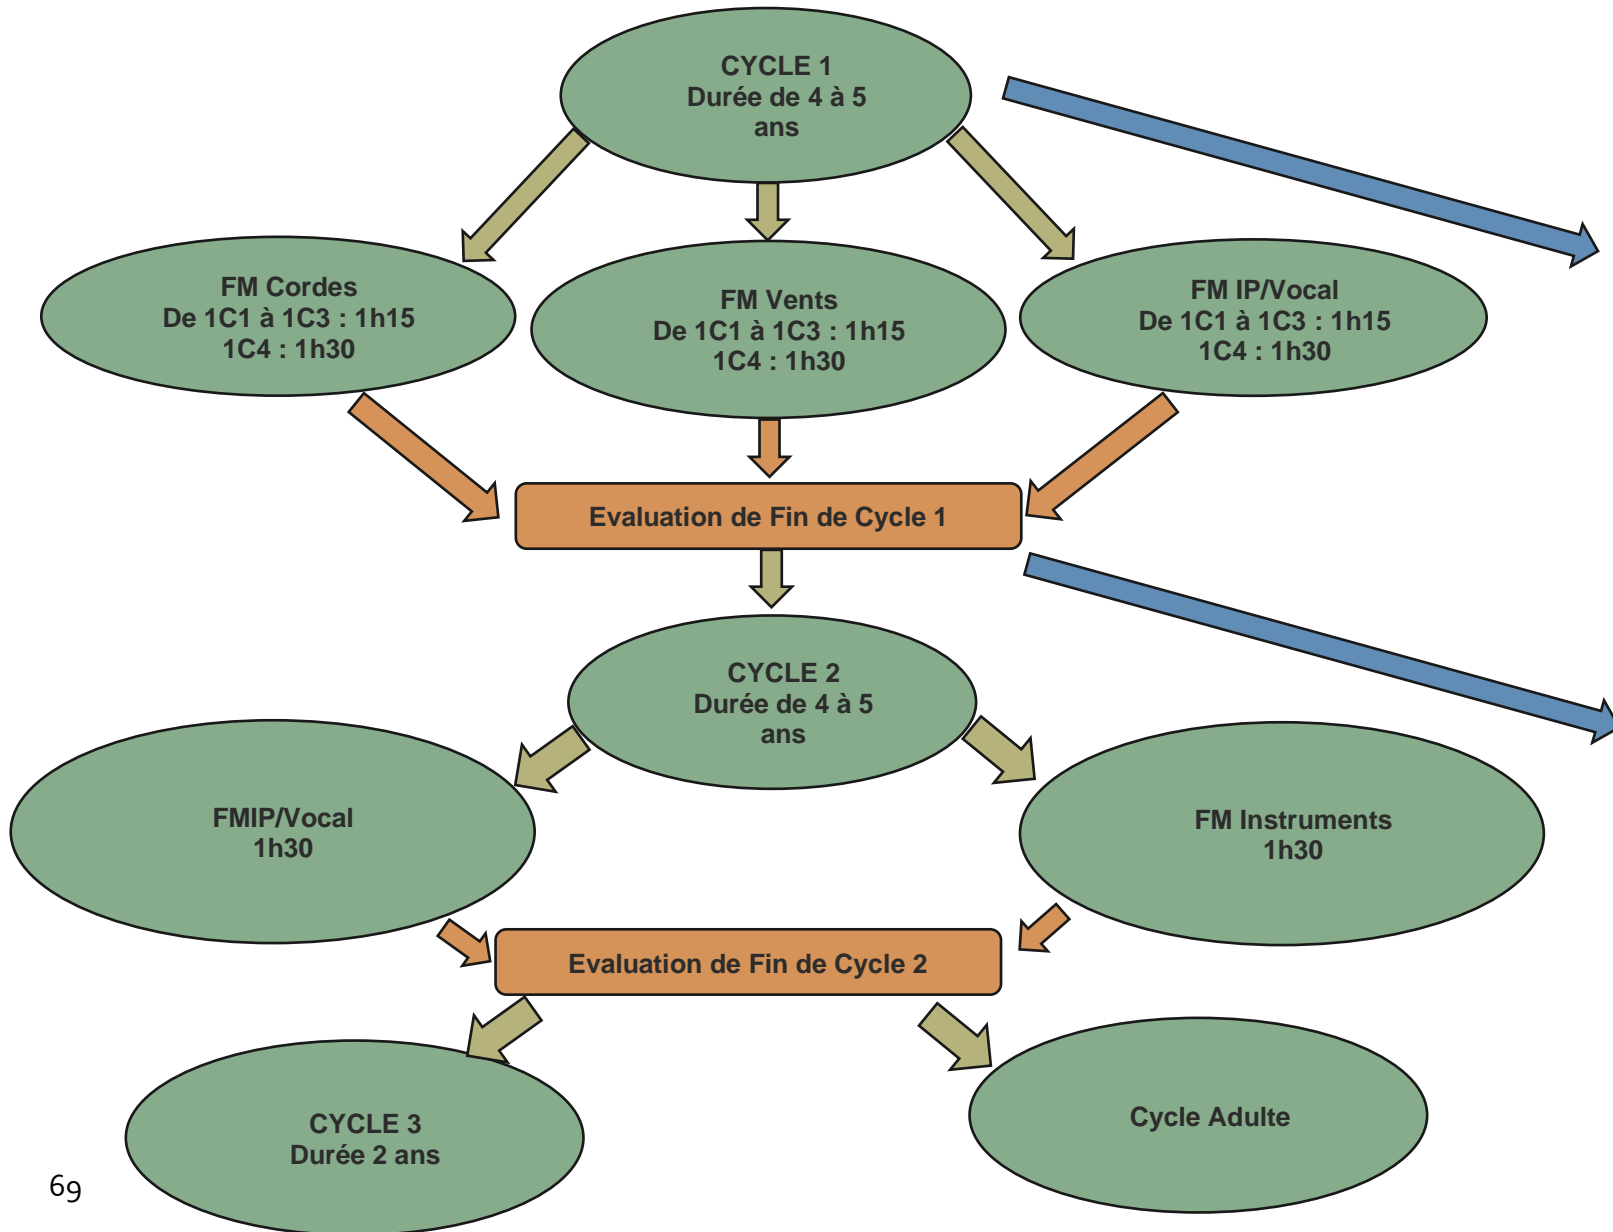 CYCLE 1
Durée de 4 à 5
ans
FM Cordes
De 1C1 à 1C3 : 1h15
1C4 : 1h30
FM Vents
De 1C1 à 1C3 : 1h15
1C4 : 1h30
FM IP/Vocal
De 1C1 à 1C3 : 1h15
1C4 : 1h30
Evaluation de Fin de Cycle 1
CYCLE 2
Durée de 4 à 5
ans
FMIP/Vocal
1h30
FM Instruments
1h30
Evaluation de Fin de Cycle 2
CYCLE 3
Durée 2 ans
Cycle Adulte
69